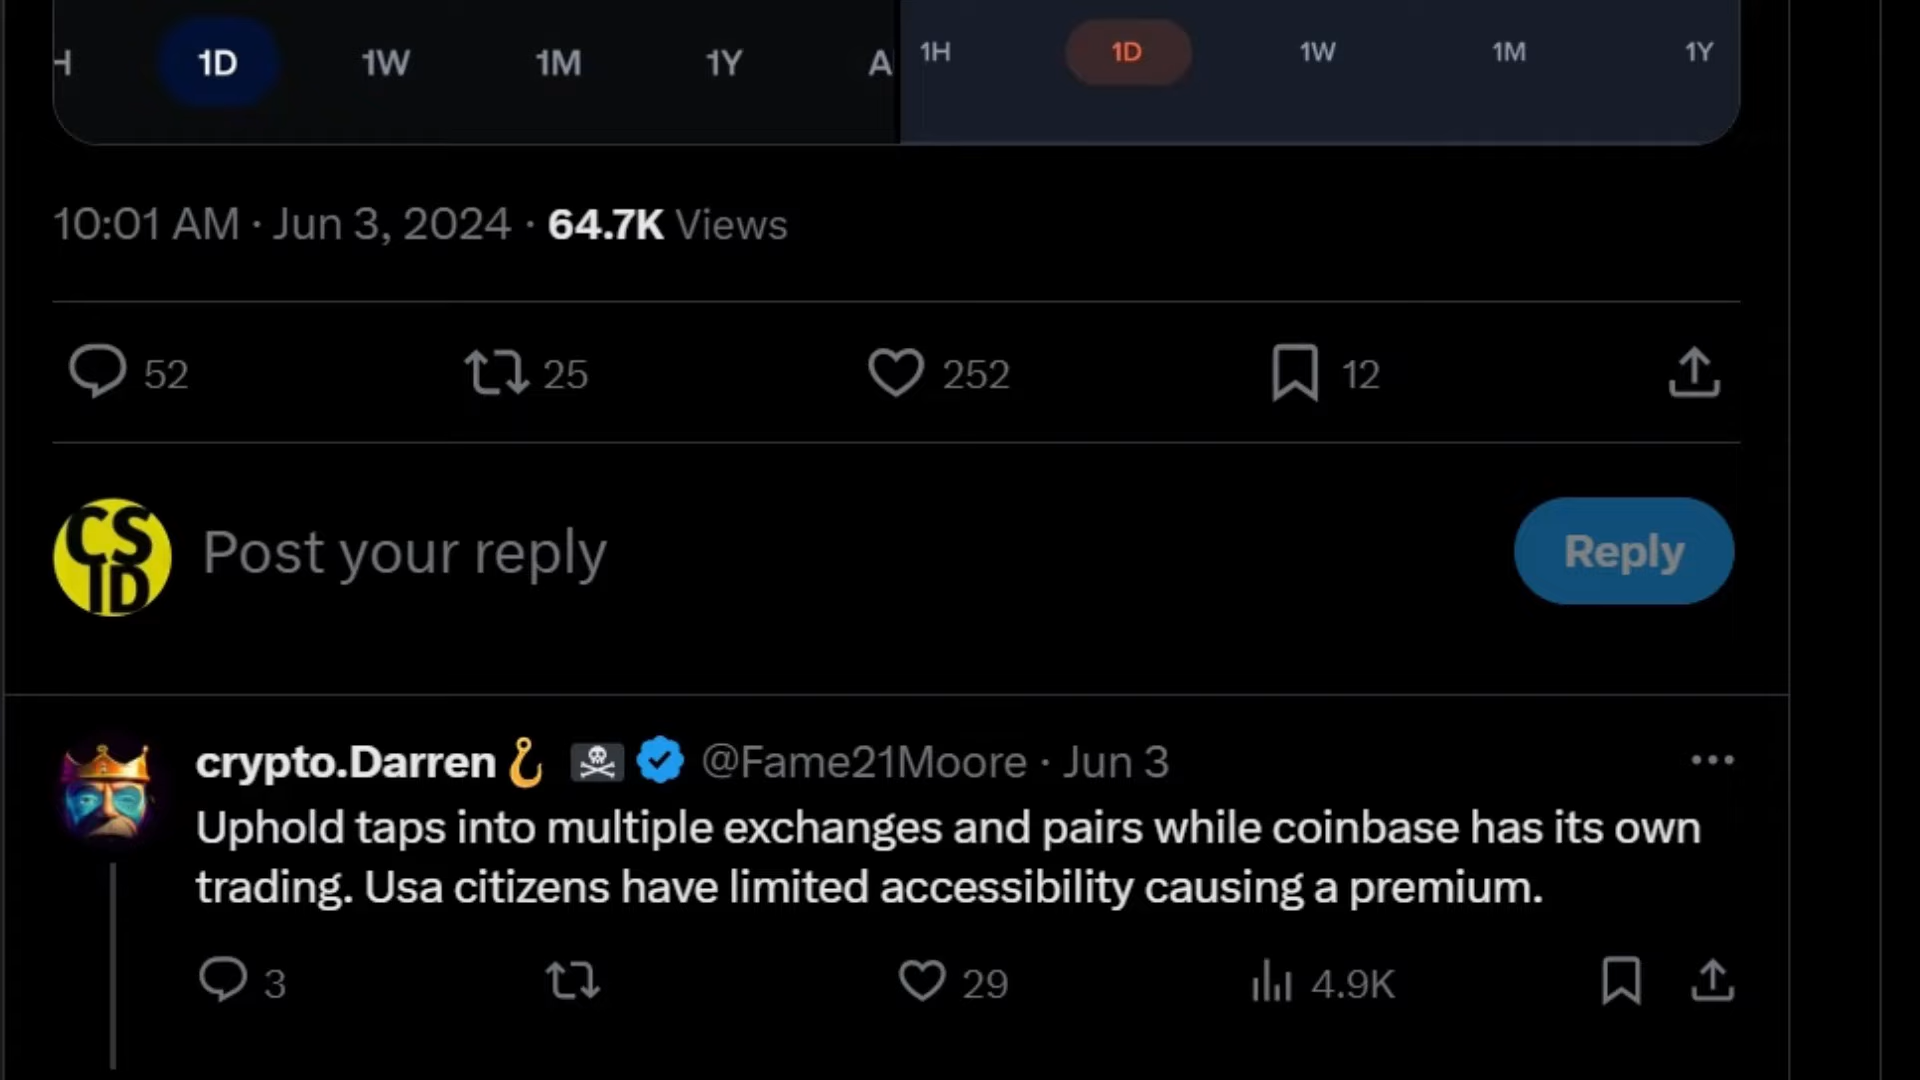 H 1D 1W 1M 1Y A
1H 1D 1W 1M 1Y
10:01 AM · Jun 3, 2024 · 64.7K Views
52 25 252 12
CS
ID
Post your reply
Reply
crypto.Darren @Fame21Moore · Jun 3
Uphold taps into multiple exchanges and pairs while coinbase has its own
trading. Usa citizens have limited accessibility causing a premium.
3 29 4.9K